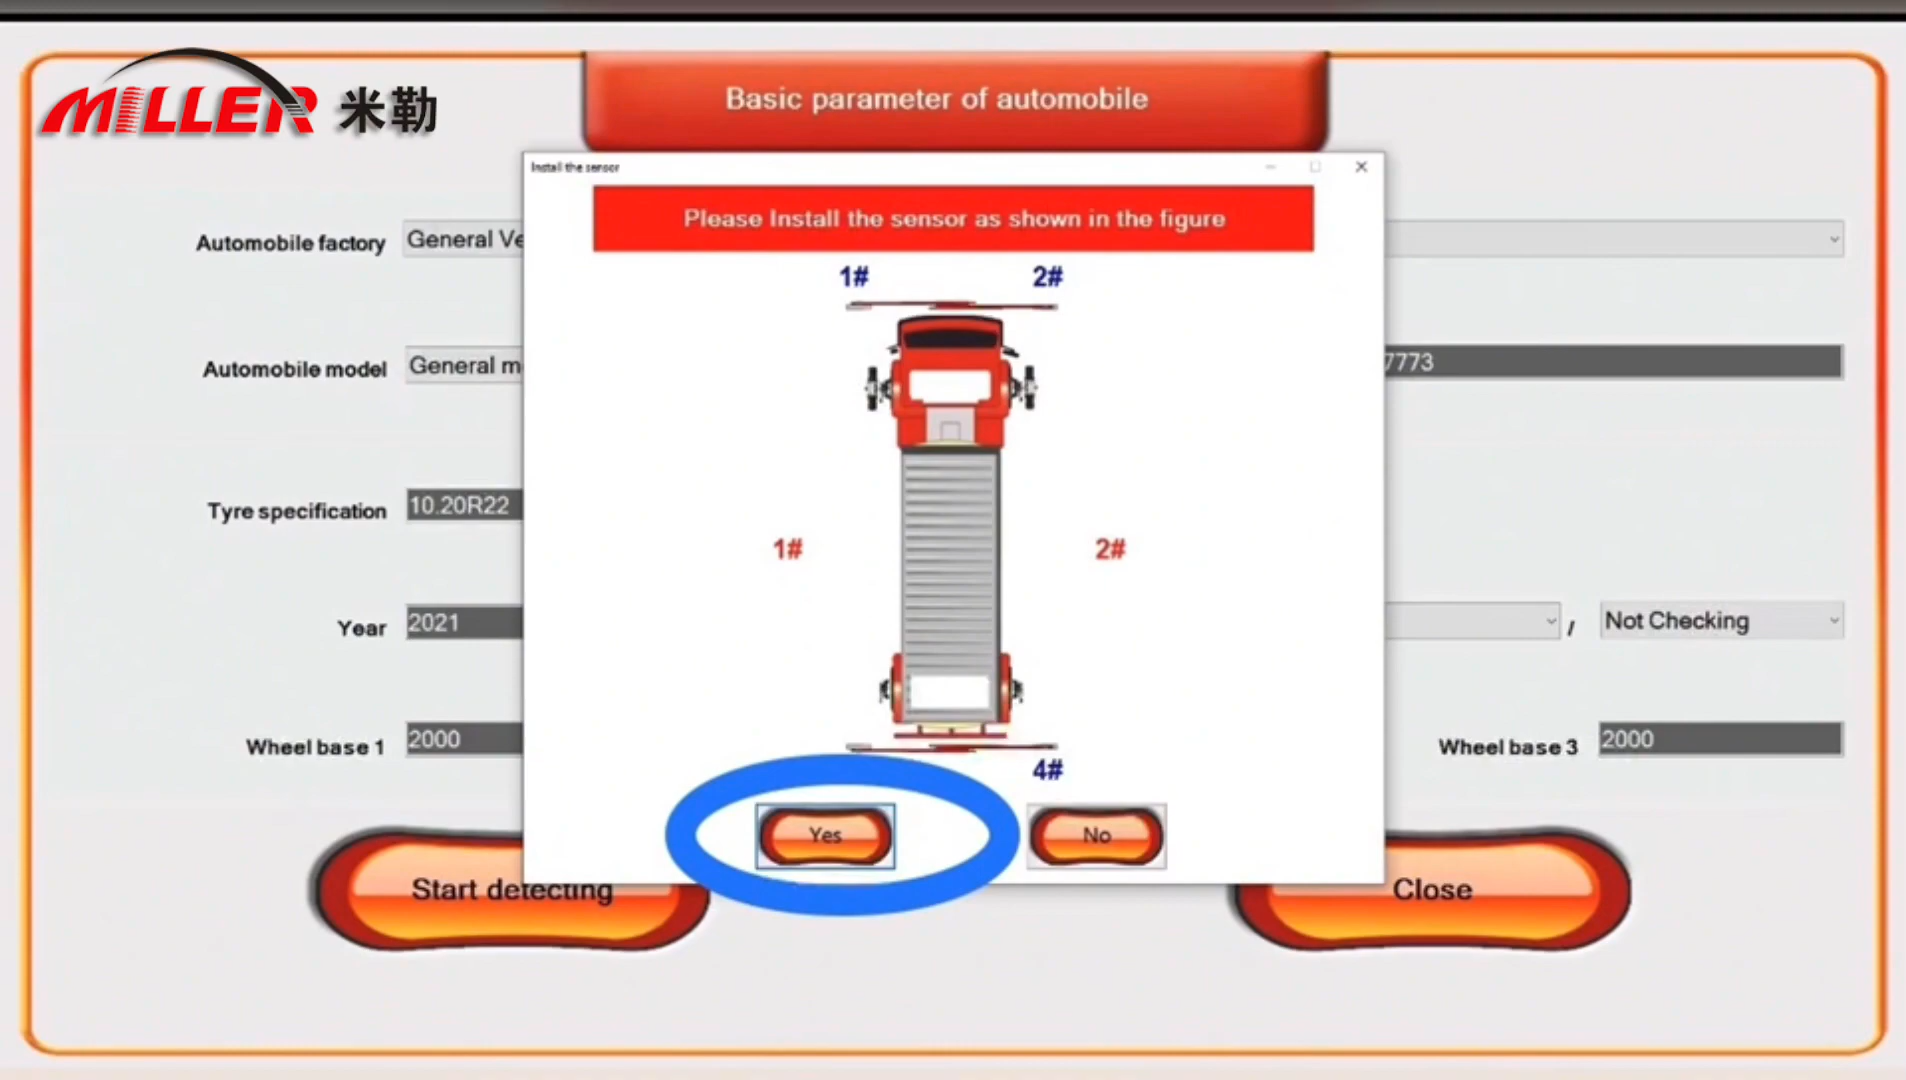 MILLER 米勒
Basic parameter of automobile
Install the sensor
Please Install the sensor as shown in the figure
1# 2#
Automobile factory General Ve
Automobile model General m 7773
Tyre specification 10.20R22
1# 2#
Year 2021 / Not Checking
Wheel base 1 2000 Wheel base 3 2000
4#
Yes No
Start detecting Close